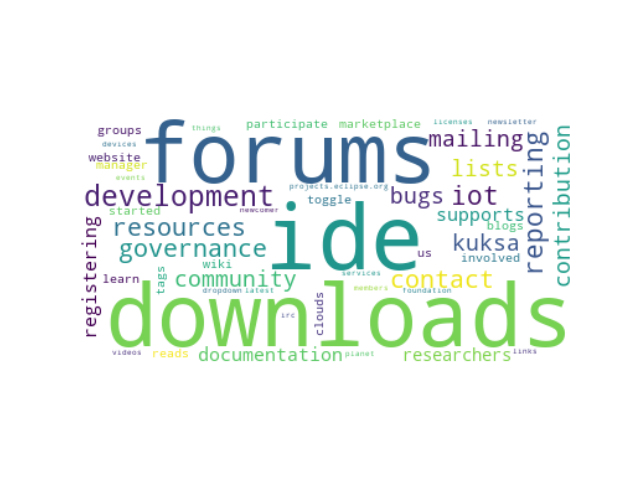 groups
things
participate
marketplace
licenses
newsletter
forums
mailing
devices
website
manager
events
lists
reporting
contribution
projects.eclipse.org
development
toggle
bugs
iot
started
newcomer
supports
blogs
resources
ide
registering
governance
us
kuksa
involved
wiki
learn
tags
community
services
contact
dropdown
latest
members
foundation
downloads
irc
clouds
videos
reads
documentation
planet
researchers
links